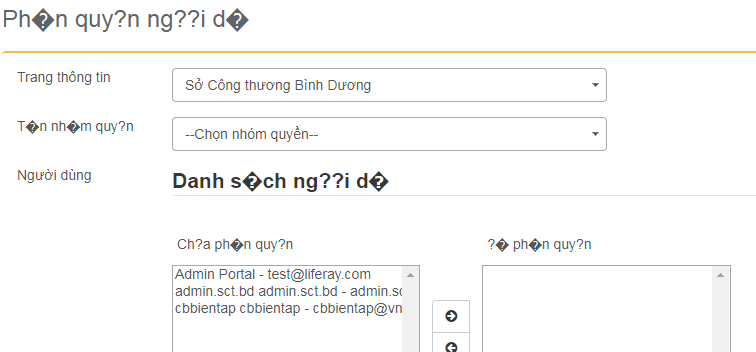 Ph�n quy?n ng??i d�
Trang thông tin
Sở Công thương Bình Dương
T�n nh�m quy?n
--Chọn nhóm quyền--
Người dùng
Danh s�ch ng??i d�
Ch?a ph�n quy?n
?� ph�n quy?n
Admin Portal - test@liferay.com
admin.sct.bd admin.sct.bd - admin.sc
cbbientap cbbientap - cbbientap@vn